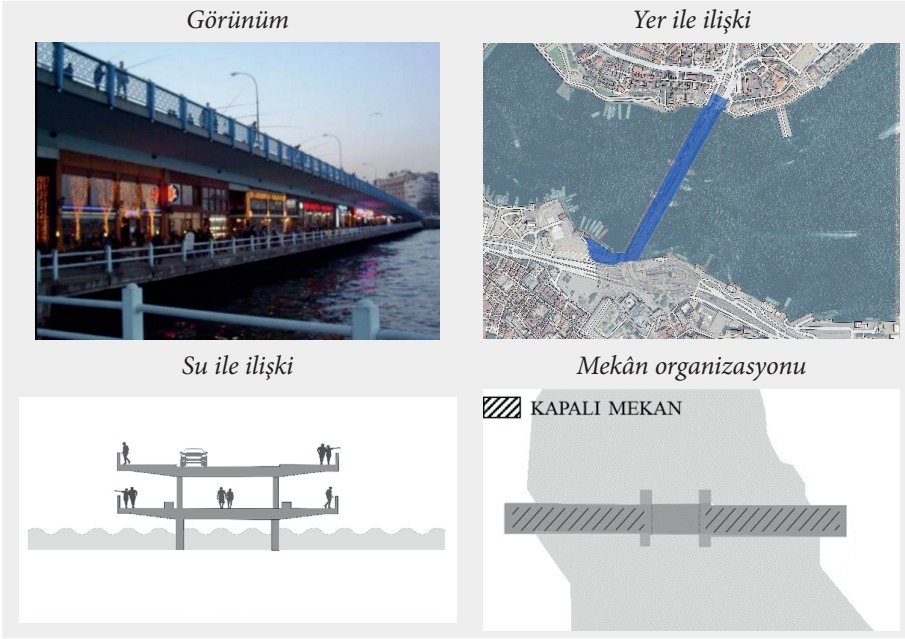 Görünüm
Yer ile ilişki
Su ile ilişki
Mekân organizasyonu
KAPALI MEKAN